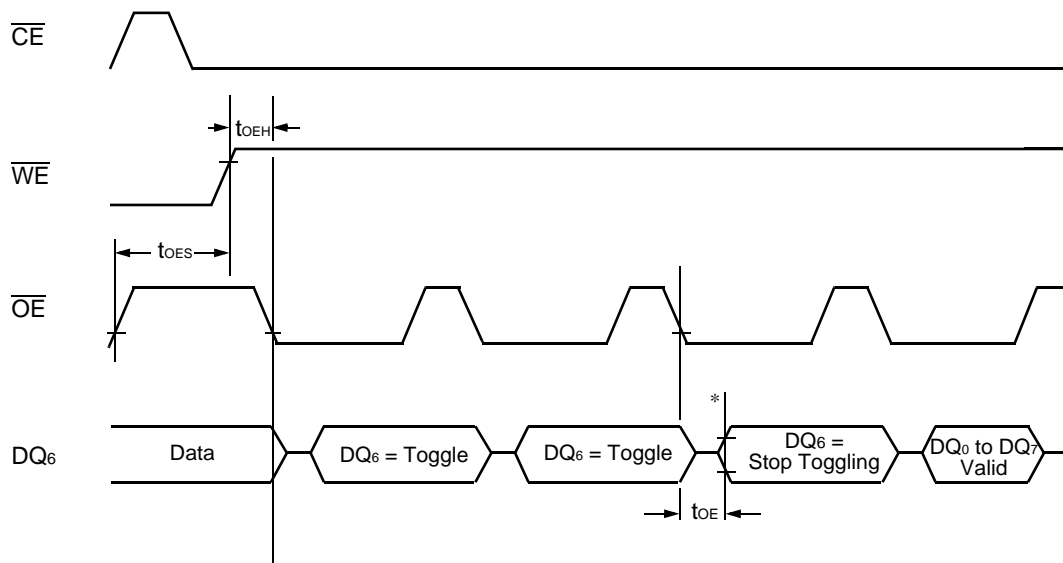 CE
tOEH
WE
tOES
OE
*
DQ6
Data
DQ6 = Toggle
DQ6 = Toggle
DQ6 =
Stop Toggling
DQ0 to DQ7
Valid
tOE